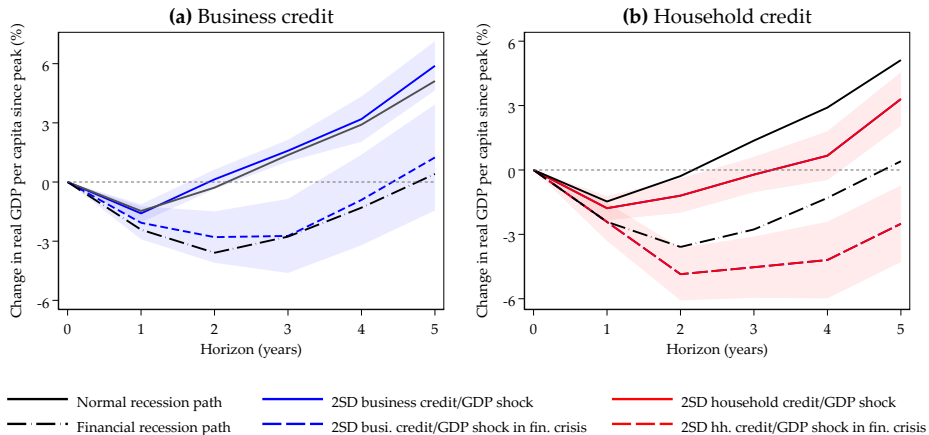 (a) Business credit
Change in real GDP per capita since peak (%)
6
3
0
-3
-6
0 1 2 3 4 5
Horizon (years)
(b) Household credit
Change in real GDP per capita since peak (%)
6
3
0
-3
-6
0 1 2 3 4 5
Horizon (years)
Normal recession path
2SD business credit/GDP shock
2SD household credit/GDP shock
Financial recession path
2SD busi. credit/GDP shock in fin. crisis
2SD hh. credit/GDP shock in fin. crisis